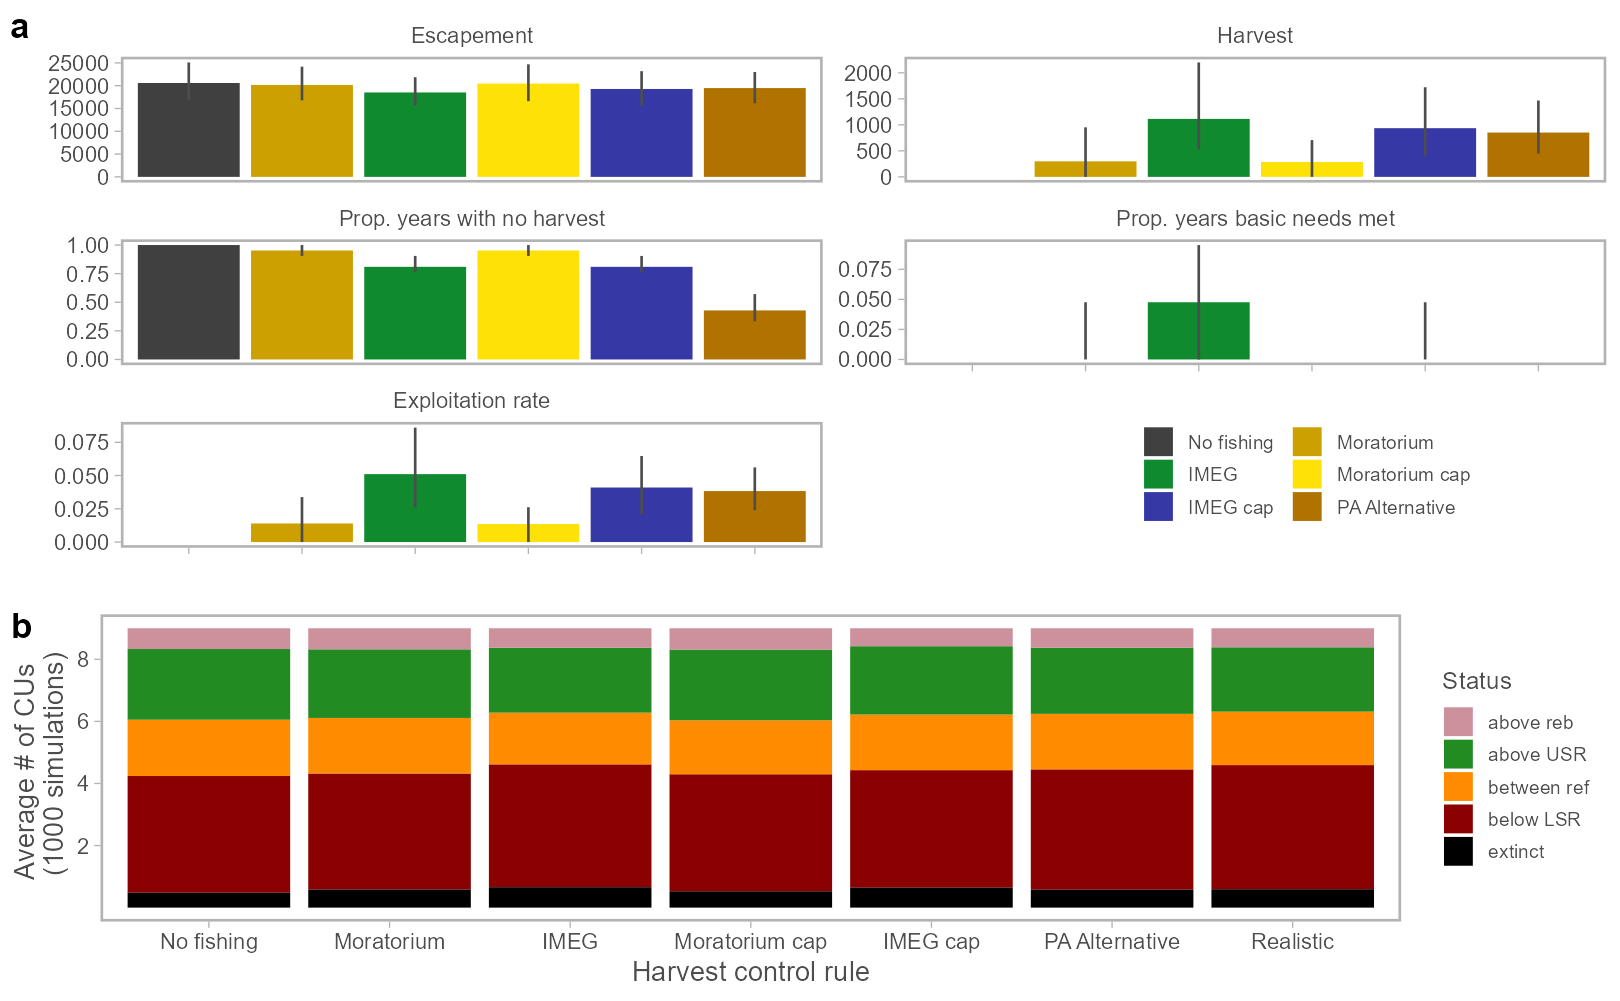 a
Escapement
25000
20000
15000
10000
5000
0
Harvest
2000
1500
1000
500
0
Prop. years with no harvest
1.00
0.75
0.50
0.25
0.00
Prop. years basic needs met
0.075
0.050
0.025
0.000
Exploitation rate
0.075
0.050
0.025
0.000
No fishing
Moratorium
IMEG
Moratorium cap
IMEG cap
PA Alternative
b
Average # of CUs
(1000 simulations)
8
6
4
2
No fishing
Moratorium
IMEG
Moratorium cap
IMEG cap
PA Alternative
Realistic
Harvest control rule
Status
above reb
above USR
between ref
below LSR
extinct